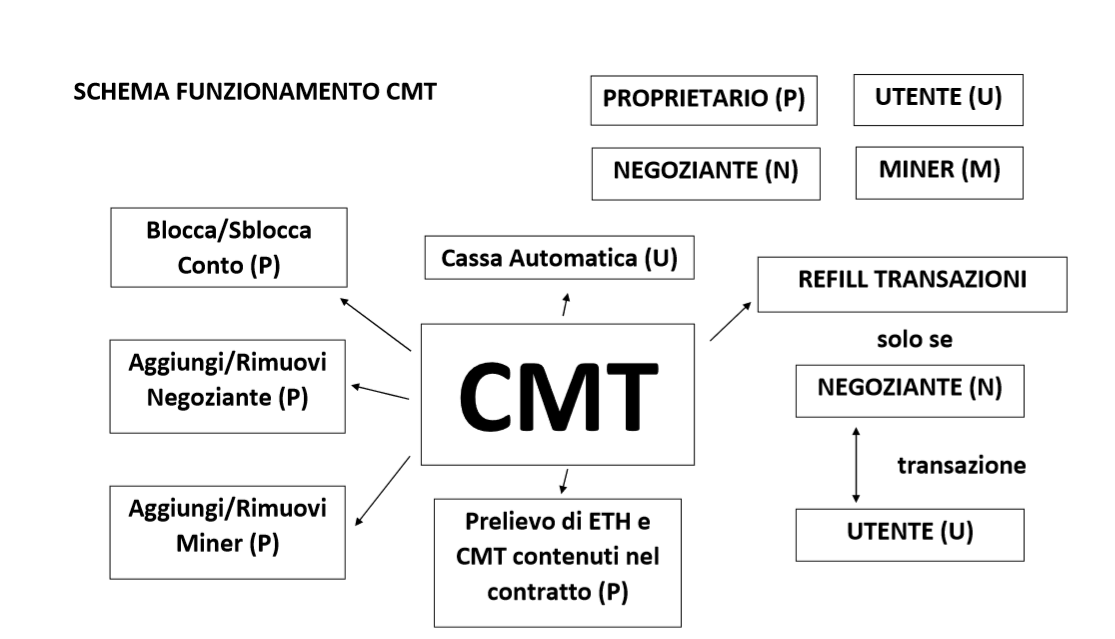 SCHEMA FUNZIONAMENTO CMT
PROPRIETARIO (P)
UTENTE (U)
NEGOZIANTE (N)
MINER (M)
Blocca/Sblocca
Conto (P)
Cassa Automatica (U)
REFILL TRANSAZIONI
solo se
Aggiungi/Rimuovi
Negoziante (P)
CMT
NEGOZIANTE (N)
transazione
UTENTE (U)
Aggiungi/Rimuovi
Miner (P)
Prelievo di ETH e
CMT contenuti nel
contratto (P)